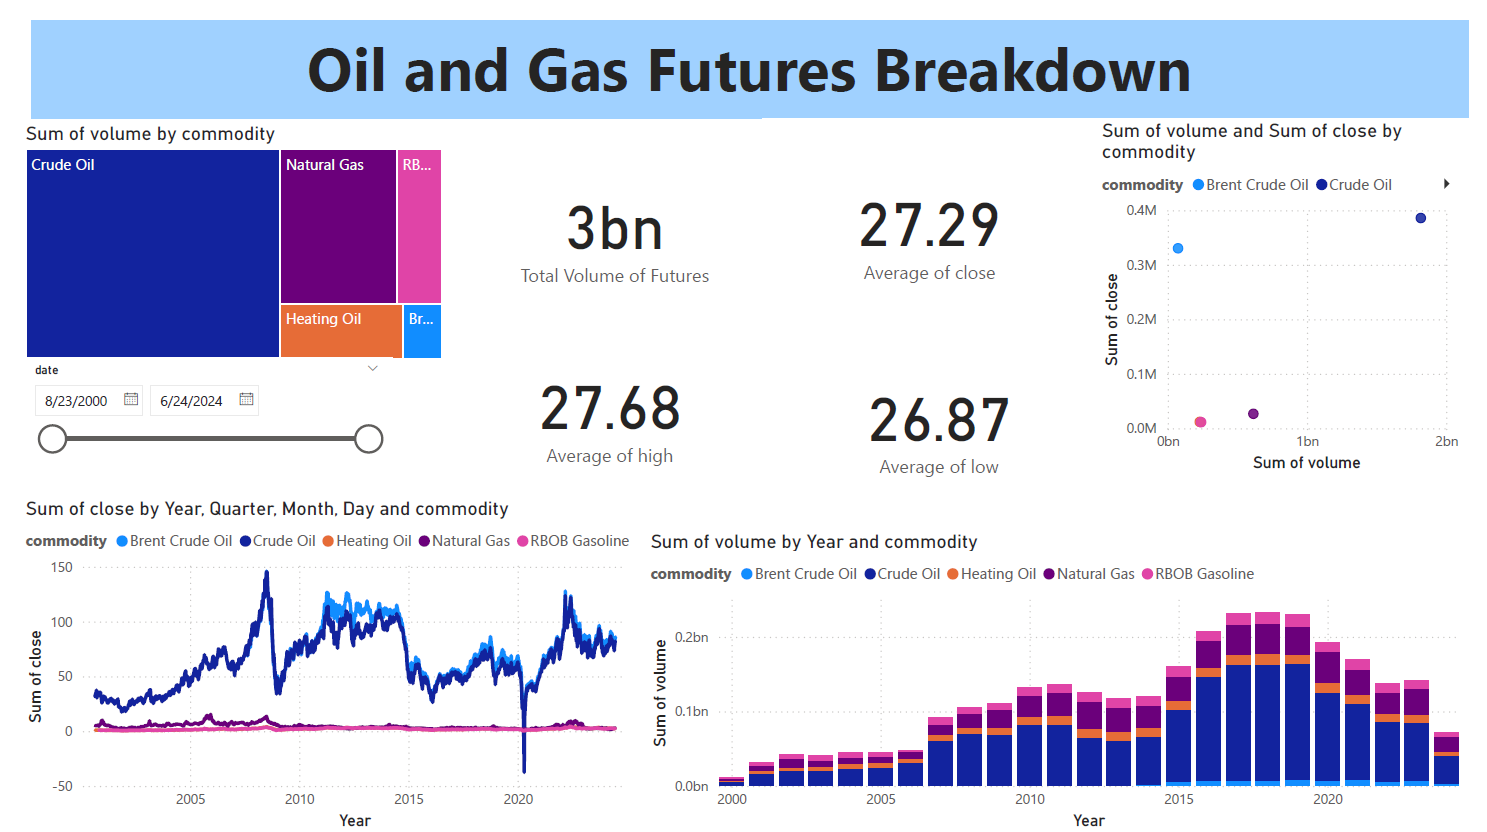 Oil and Gas Futures Breakdown
Sum of volume by commodity
Crude Oil
Natural Gas
RB...
Heating Oil
Br...
date
8/23/2000
6/24/2024
3bn
Total Volume of Futures
27.29
Average of close
27.68
Average of high
26.87
Average of low
Sum of volume and Sum of close by
commodity
commodity Brent Crude Oil Crude Oil
0.4M
0.3M
0.2M
0.1M
0.0M
Sum of close
0bn 1bn 2bn
Sum of volume
Sum of close by Year, Quarter, Month, Day and commodity
commodity Brent Crude Oil Crude Oil Heating Oil Natural Gas RBOB Gasoline
150
100
50
0
-50
Sum of close
2005 2010 2015 2020
Year
Sum of volume by Year and commodity
commodity Brent Crude Oil Crude Oil Heating Oil Natural Gas RBOB Gasoline
0.2bn
0.1bn
0.0bn
Sum of volume
2000 2005 2010 2015 2020
Year